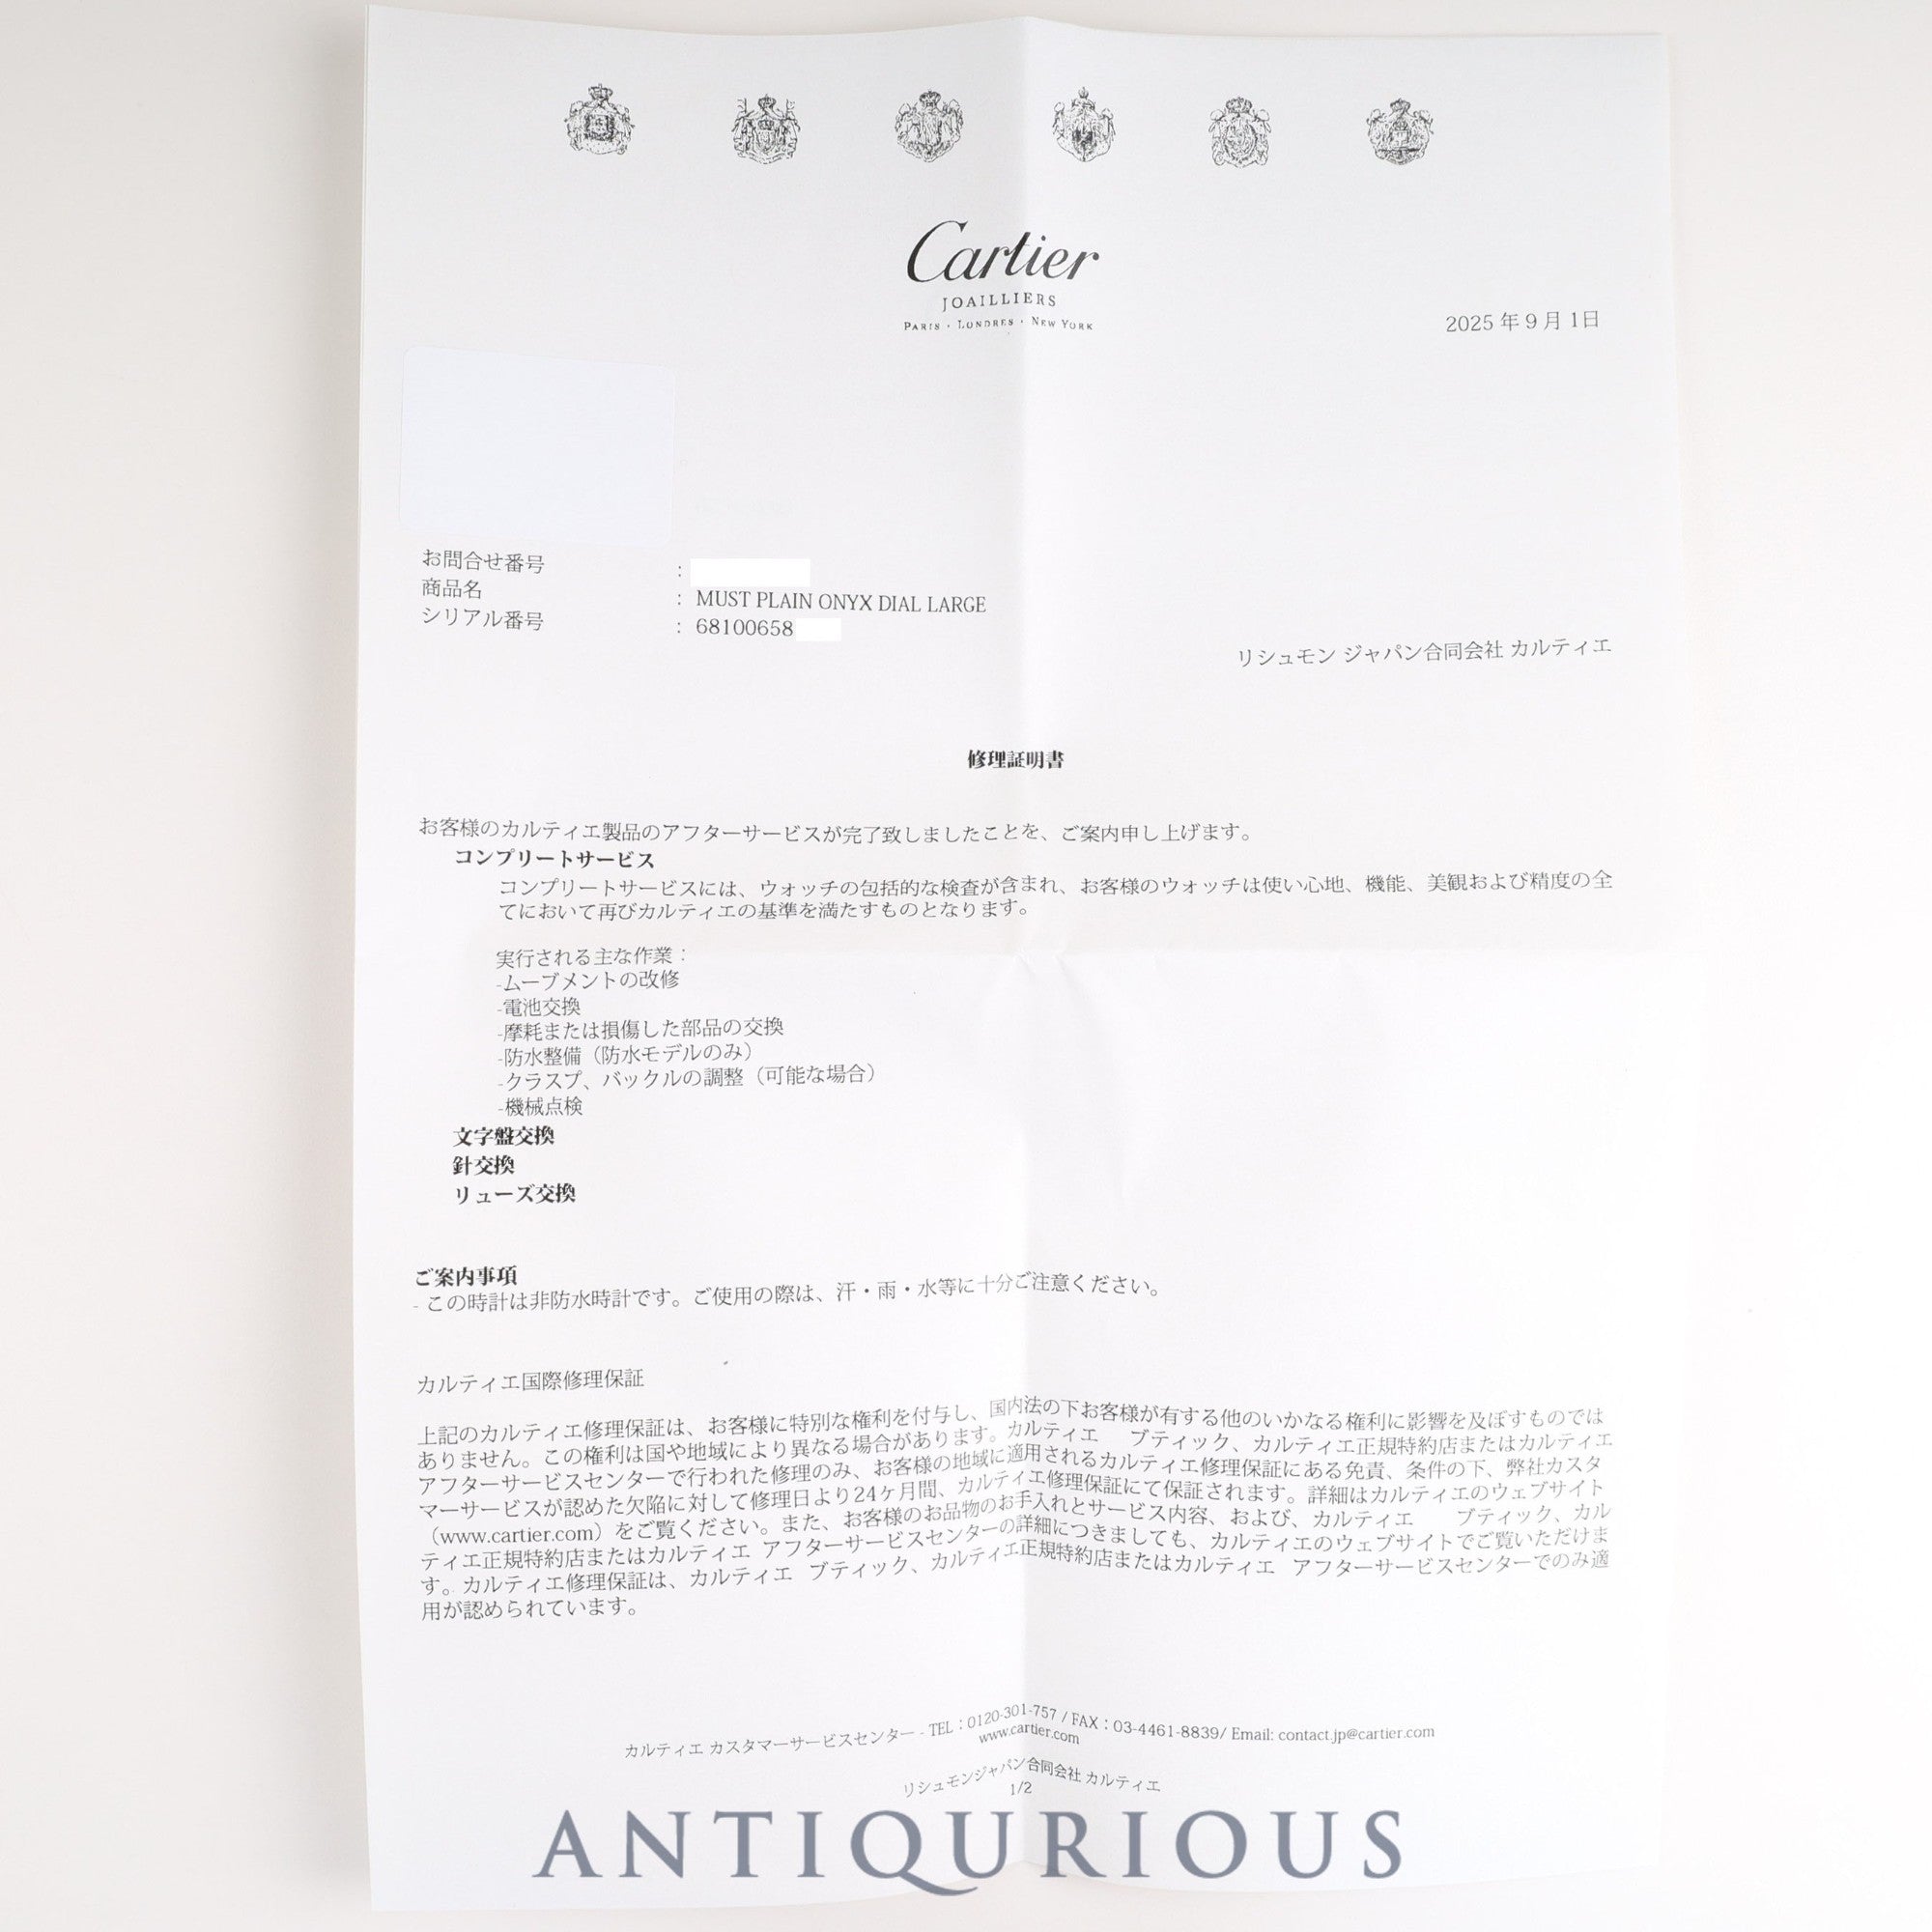 Cartier
JOAILLIERS
PARIS · LONDRES · NEW YORK
2025 年 9 月 1日
お問合せ番号 :
商品名 : MUST PLAIN ONYX DIAL LARGE
シリアル番号 : 68100658
リシュモン ジャパン合同会社 カルティエ
修理証明書
お客様のカルティエ製品のアフターサービスが完了致しましたことを、ご案内申し上げます。
コンプリートサービス
コンプリートサービスには、ウォッチの包括的な検査が含まれ、お客様のウォッチは使い心地、機能、美観および精度の全
てにおいて再びカルティエの基準を満たすものとなります。
実行される主な作業：
-ムーブメントの改修
-電池交換
-摩耗または損傷した部品の交換
-防水整備（防水モデルのみ）
-クラスプ、バックルの調整（可能な場合）
-機械点検
文字盤交換
針交換
リューズ交換
ご案内事項
- この時計は非防水時計です。ご使用の際は、汗・雨・水等に十分ご注意ください。
カルティエ国際修理保証
上記のカルティエ修理保証は、お客様に特別な権利を付与し、国内法の下お客様が有する他のいかなる権利に影響を及ぼすものでは
ありません。この権利は国や地域により異なる場合があります。カルティエ　ブティック、カルティエ正規特約店またはカルティエ
アフターサービスセンターで行われた修理のみ、お客様の地域に適用されるカルティエ修理保証にある免責、条件の下、弊社カスタ
マーサービスが認めた欠陥に対して修理日より24ヶ月間、カルティエ修理保証にて保証されます。詳細はカルティエのウェブサイト
（www.cartier.com）をご覧ください。また、お客様のお品物のお手入れとサービス内容、および、カルティエ　ブティック、カル
ティエ正規特約店またはカルティエ アフターサービスセンターの詳細につきましても、カルティエのウェブサイトでご覧いただけま
す。カルティエ修理保証は、カルティエ ブティック、カルティエ正規特約店またはカルティエ アフターサービスセンターでのみ適
用が認められています。
カルティエ カスタマーサービスセンター - TEL：0120-301-757 / FAX：03-4461-8839/ Email: contact.jp@cartier.com
www.cartier.com
リシュモンジャパン合同会社 カルティエ
1/2
ANTIQURIOUS